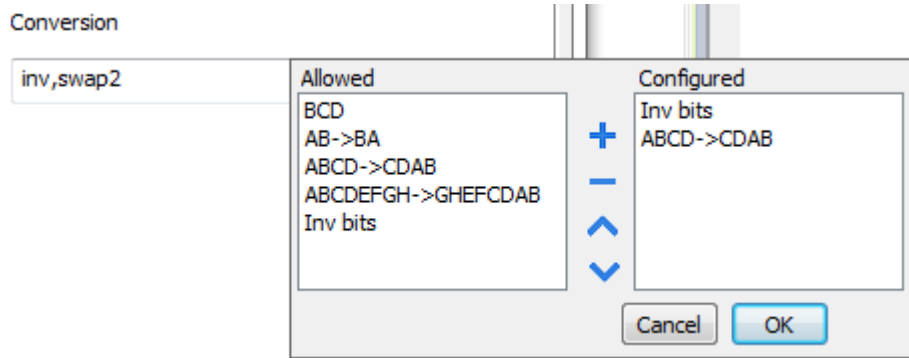 Conversion
inv,swap2
Allowed
BCD
AB->BA
ABCD->CDAB
ABCDEFGH->GHEFCDAB
Inv bits
Configured
Inv bits
ABCD->CDAB
Cancel
OK